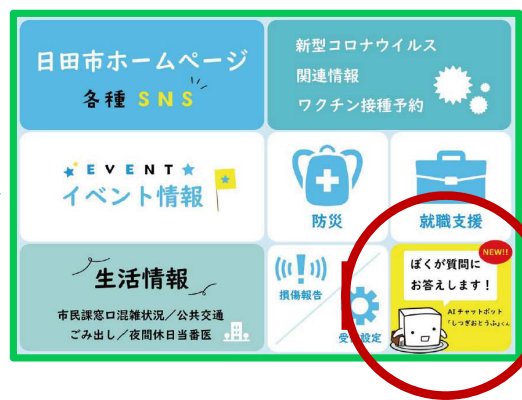 日田市ホームページ
各種 SNS
新型コロナウイルス
関連情報
ワクチン接種予約
EVENT
イベント情報
防災
就職支援
生活情報
市民課窓口混雑状況／公共交通
ごみ出し／夜間休日当番医
損傷報告
受信設定
NEW!!
ぼくが質問に
お答えします！
AIチャットボット
「しつぎおとうふ」くん